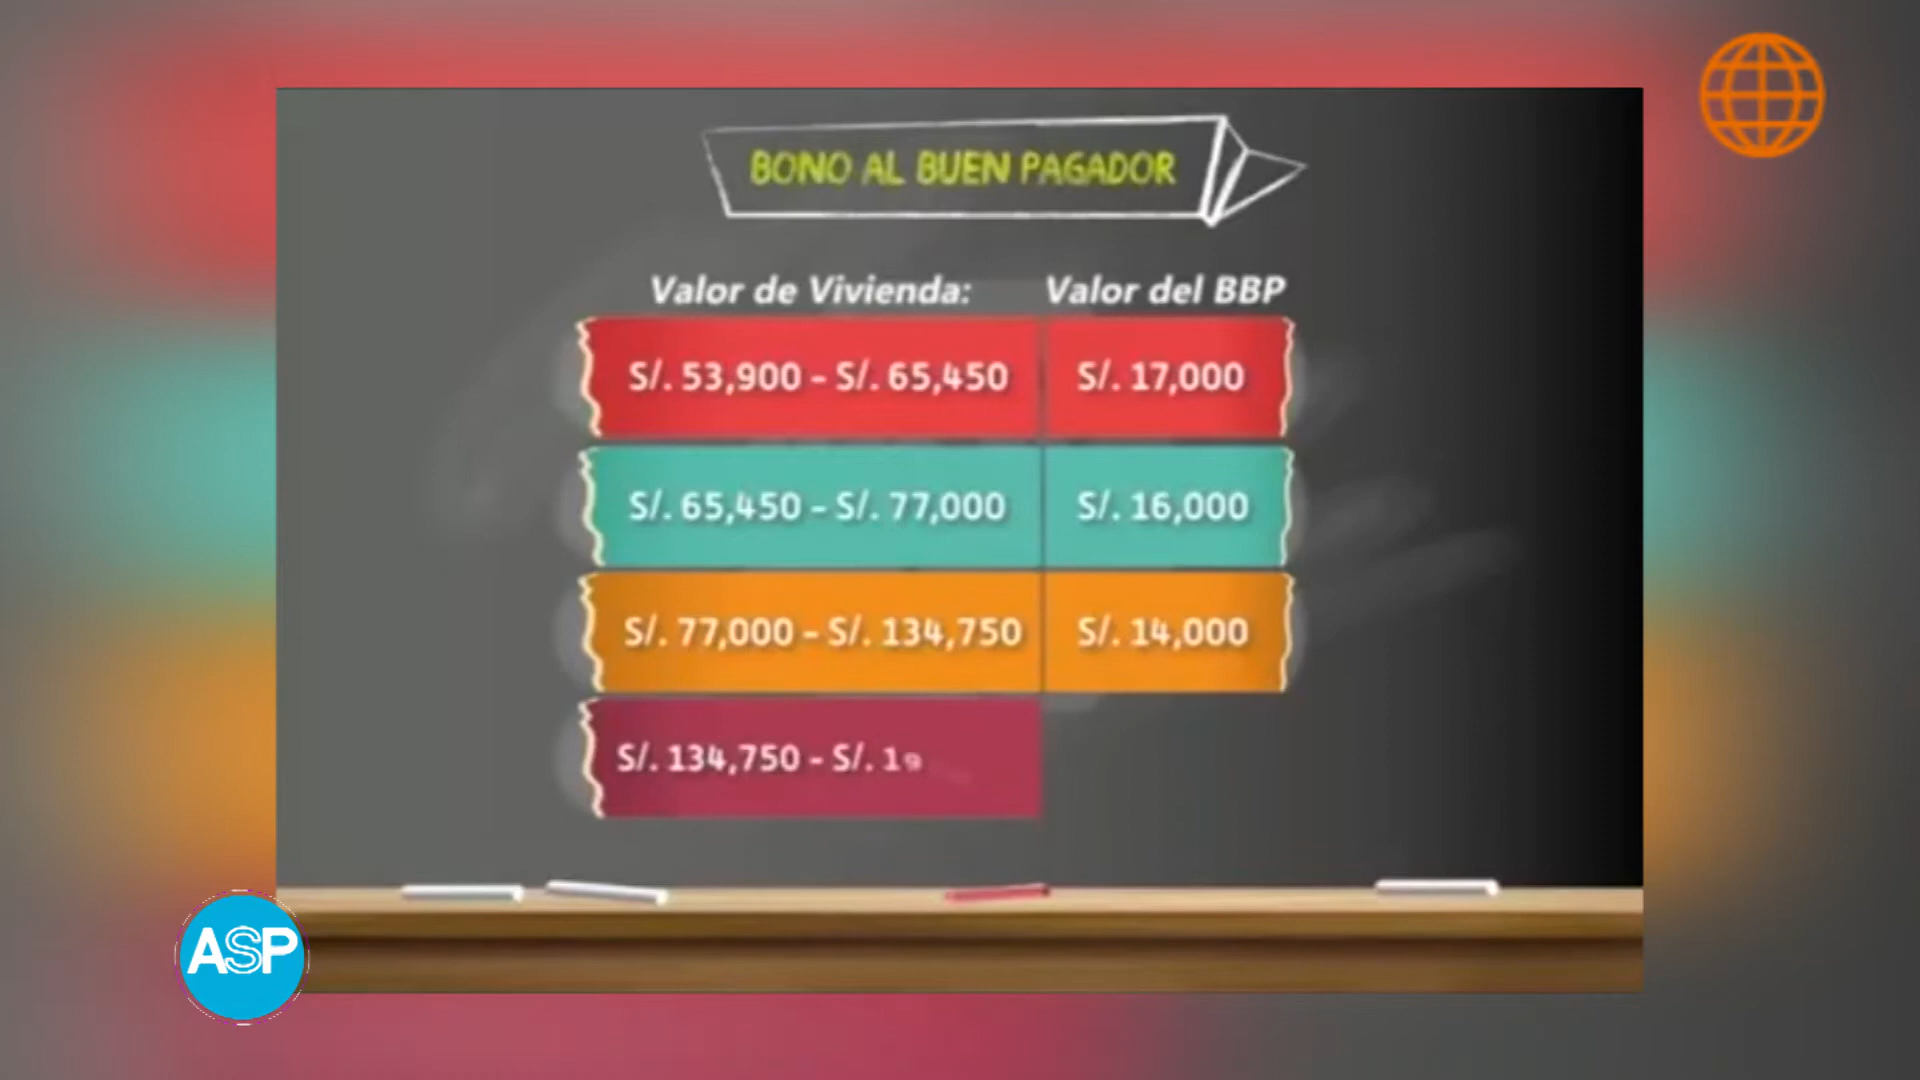 BONO AL BUEN PAGADOR
Valor de Vivienda: Valor del BBP
S/. 53,900 - S/. 65,450 S/. 17,000
S/. 65,450 - S/. 77,000 S/. 16,000
S/. 77,000 - S/. 134,750 S/. 14,000
S/. 134,750 - S/.
ASP